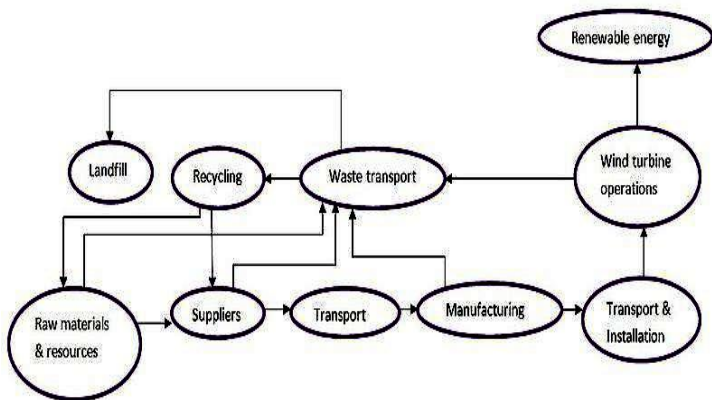 Renewable energy
Landfill
Recycling
Waste transport
Wind turbine
operations
Raw materials
& resources
Suppliers
Transport
Manufacturing
Transport &
Installation